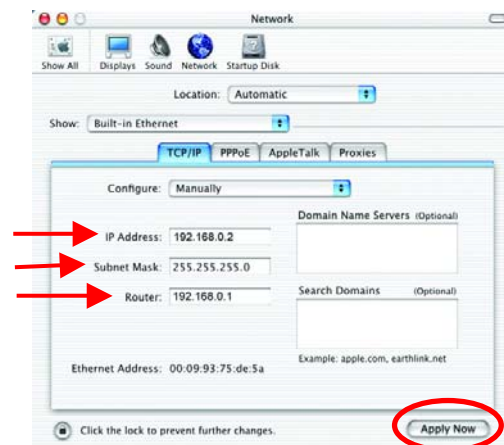 Network
Show All Displays Sound Network Startup Disk
Location: Automatic
Show: Built-in Ethernet
TCP/IP PPPoE AppleTalk Proxies
Configure: Manually
Domain Name Servers (Optional)
IP Address: 192.168.0.2
Subnet Mask: 255.255.255.0
Router: 192.168.0.1
Search Domains (Optional)
Example: apple.com, earthlink.net
Ethernet Address: 00:09:93:75:de:5a
Click the lock to prevent further changes.
Apply Now